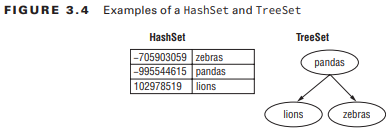 FIGURE 3.4 Examples of a HashSet and TreeSet
HashSet
-705903059 zebras
-995544615 pandas
102978519 lions
TreeSet
pandas
lions zebras